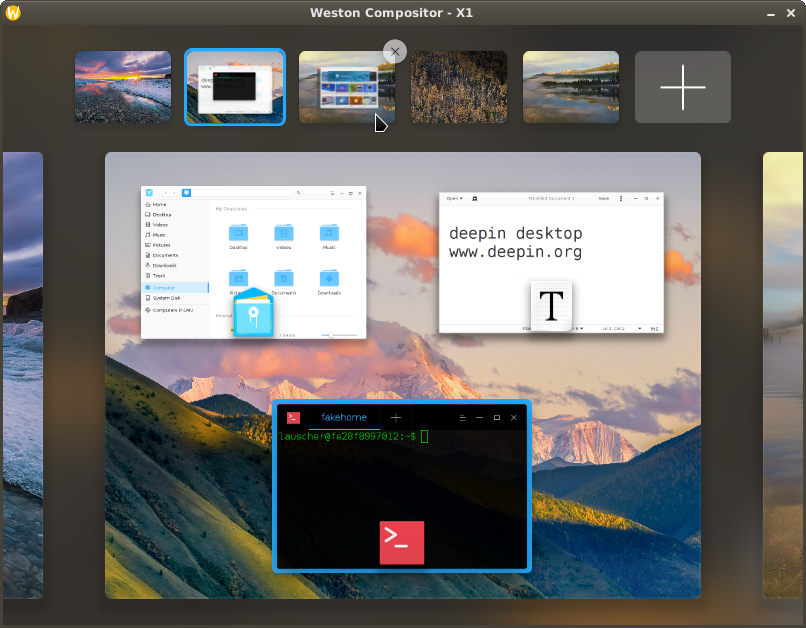 Weston Compositor - X1
My Directories
Home
Desktop
Videos
Music
Pictures
Documents
Downloads
Trash
Computer
System Disk
Computers in LAN
Desktop
Videos
Music
Documents
Downloads
Internal
Open
*Untitled Document 1
Save
deepin desktop
www.deepin.org
T
Ln 2, Col 2
INS
fakehome
lauscher@fe28f8997012:~$
>_